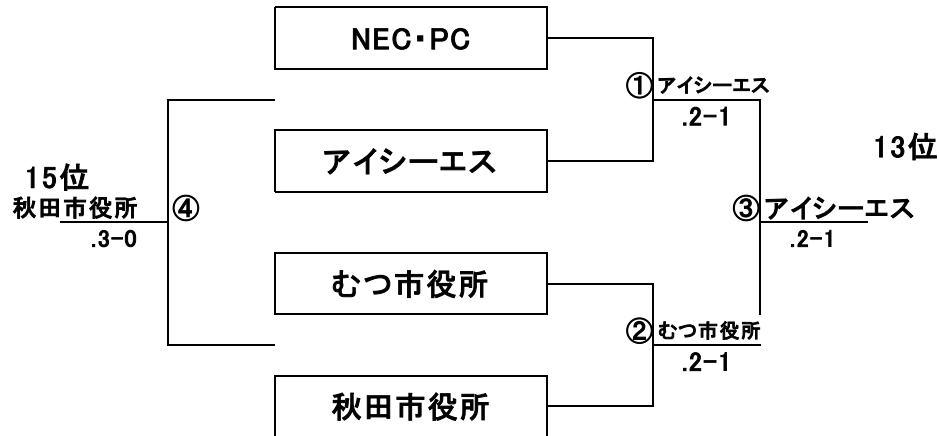 NEC・PC
① アイシーエス
.2-1
13位
アイシーエス
15位
秋田市役所 ④
.3-0
③ アイシーエス
.2-1
むつ市役所
② むつ市役所
.2-1
秋田市役所